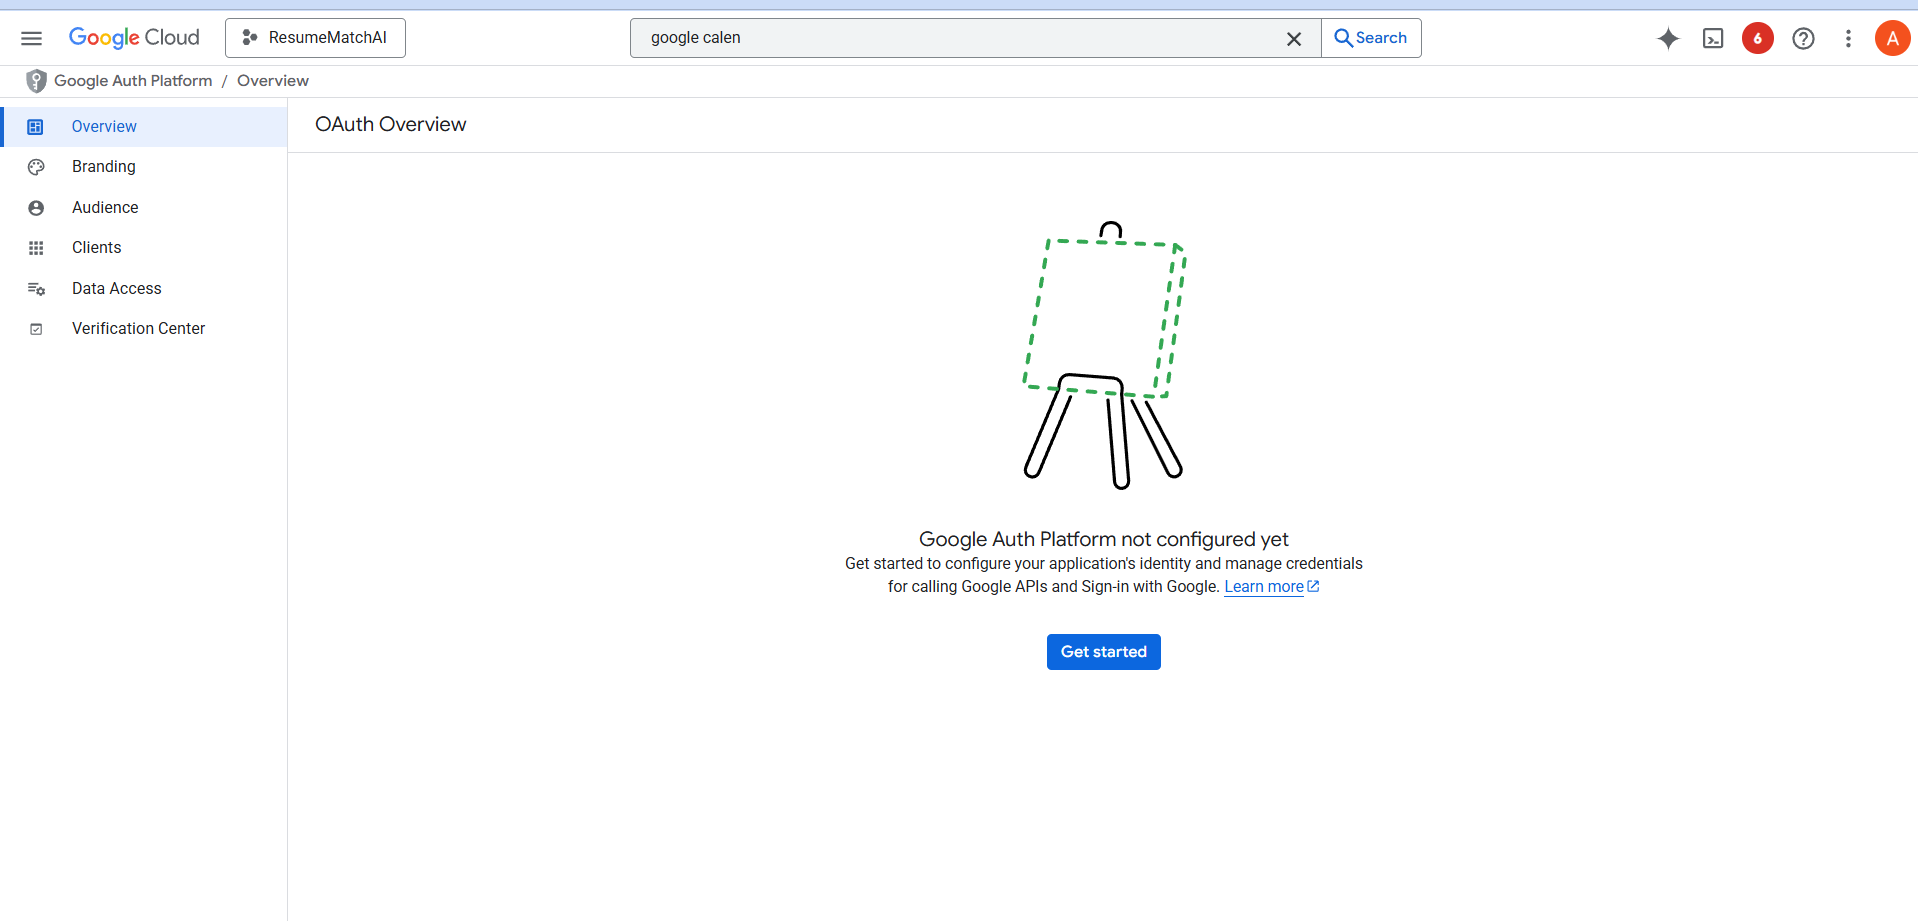 Google Cloud
ResumeMatchAI
google calen
Search
6
A
Google Auth Platform / Overview
Overview
Branding
Audience
Clients
Data Access
Verification Center
OAuth Overview
Google Auth Platform not configured yet
Get started to configure your application's identity and manage credentials
for calling Google APIs and Sign-in with Google. Learn more
Get started